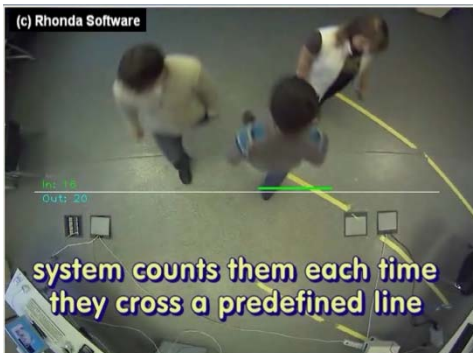 (c) Rhonda Software
In: 16
Out: 20
system counts them each time
they cross a predefined line